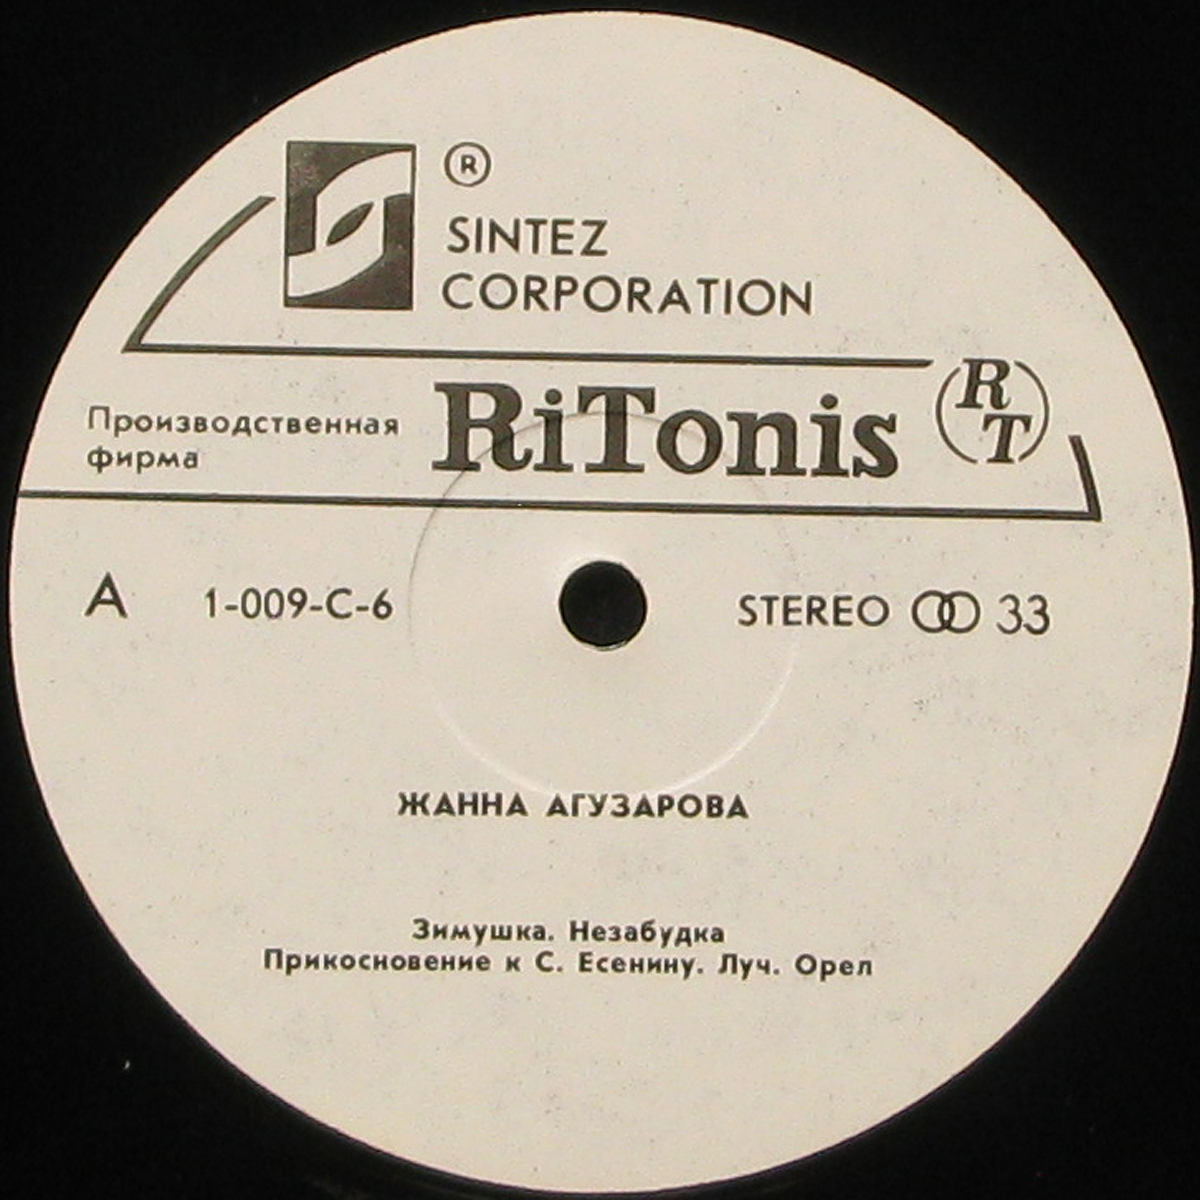 ®
SINTEZ
CORPORATION
Производственная
фирма
RiTonis
RT
A 1-009-C-6
STEREO 33
ЖАННА АГУЗАРОВА
Зимушка. Незабудка
Прикосновение к С. Есенину. Луч. Орел